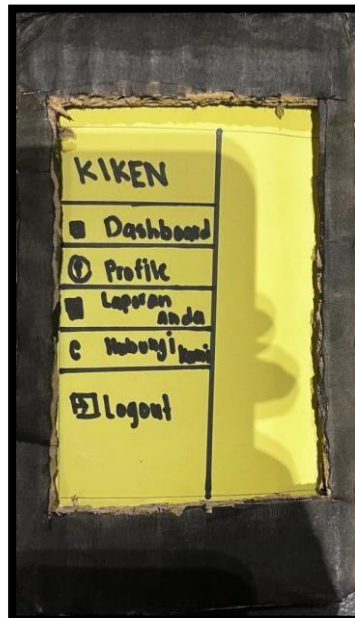 KIKEN
Dashboard
Profile
Laporan
anda
Hubungi kami
Logout